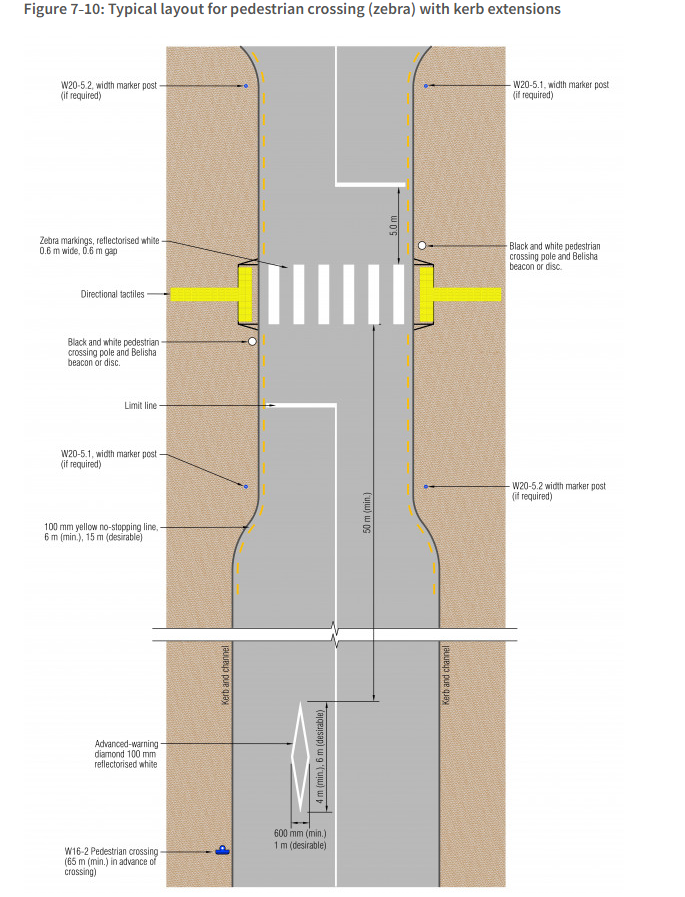 Figure 7-10: Typical layout for pedestrian crossing (zebra) with kerb extensions
W20-5.2, width marker post
(if required)
W20-5.1, width marker post
(if required)
5.0 m
Zebra markings, reflectorised white
0.6 m wide, 0.6 m gap
Black and white pedestrian
crossing pole and Belisha
beacon or disc.
Directional tactiles
Black and white pedestrian
crossing pole and Belisha
beacon or disc.
Limit line
W20-5.1, width marker post
(if required)
W20-5.2 width marker post
(if required)
50 m (min.)
100 mm yellow no-stopping line,
6 m (min.), 15 m (desirable)
Kerb and channel
Kerb and channel
Advanced-warning
diamond 100 mm
reflectorised white
4 m (min.), 6 m (desirable)
600 mm (min.)
1 m (desirable)
W16-2 Pedestrian crossing
(65 m (min.) in advance of
crossing)